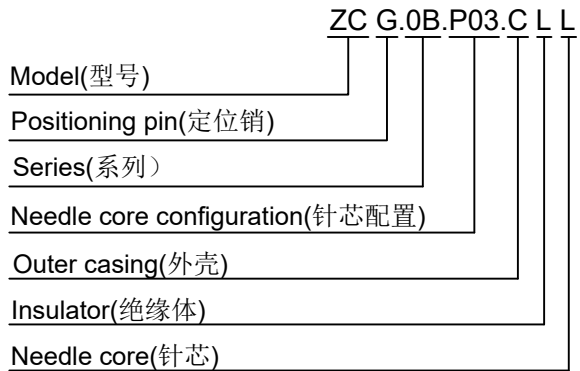 ZC G.0B.P03.C L L
Model(型号)
Positioning pin(定位销)
Series(系列）
Needle core configuration(针芯配置)
Outer casing(外壳)
Insulator(绝缘体)
Needle core(针芯)